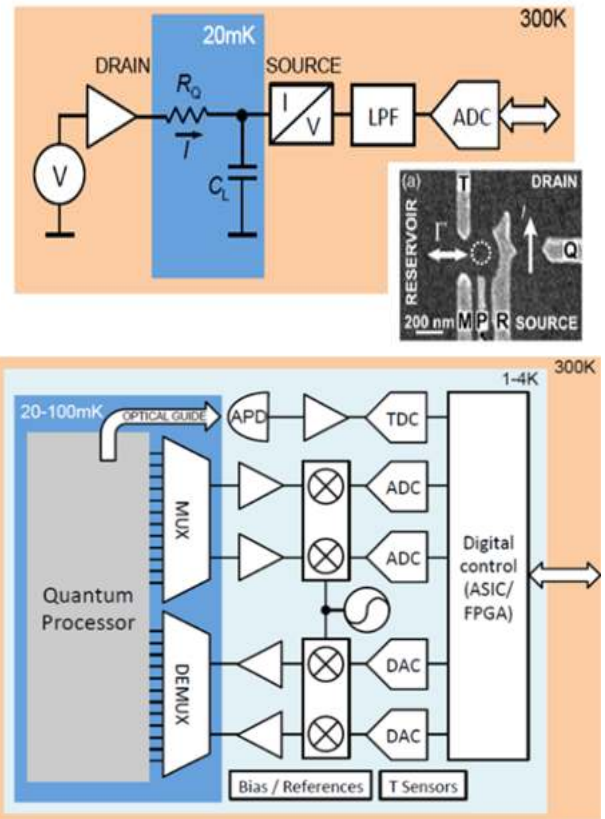 300K
20mK
DRAIN
SOURCE
R_Q
I
C_L
V
I
V
LPF
ADC
(a)
T
DRAIN
RESERVOIR
Γ
I
Q
200 nm
M P R
SOURCE
300K
1-4K
20-100mK
OPTICAL GUIDE
APD
TDC
MUX
ADC
ADC
Quantum
Processor
Digital
control
(ASIC/
FPGA)
DEMUX
DAC
DAC
Bias / References
T Sensors